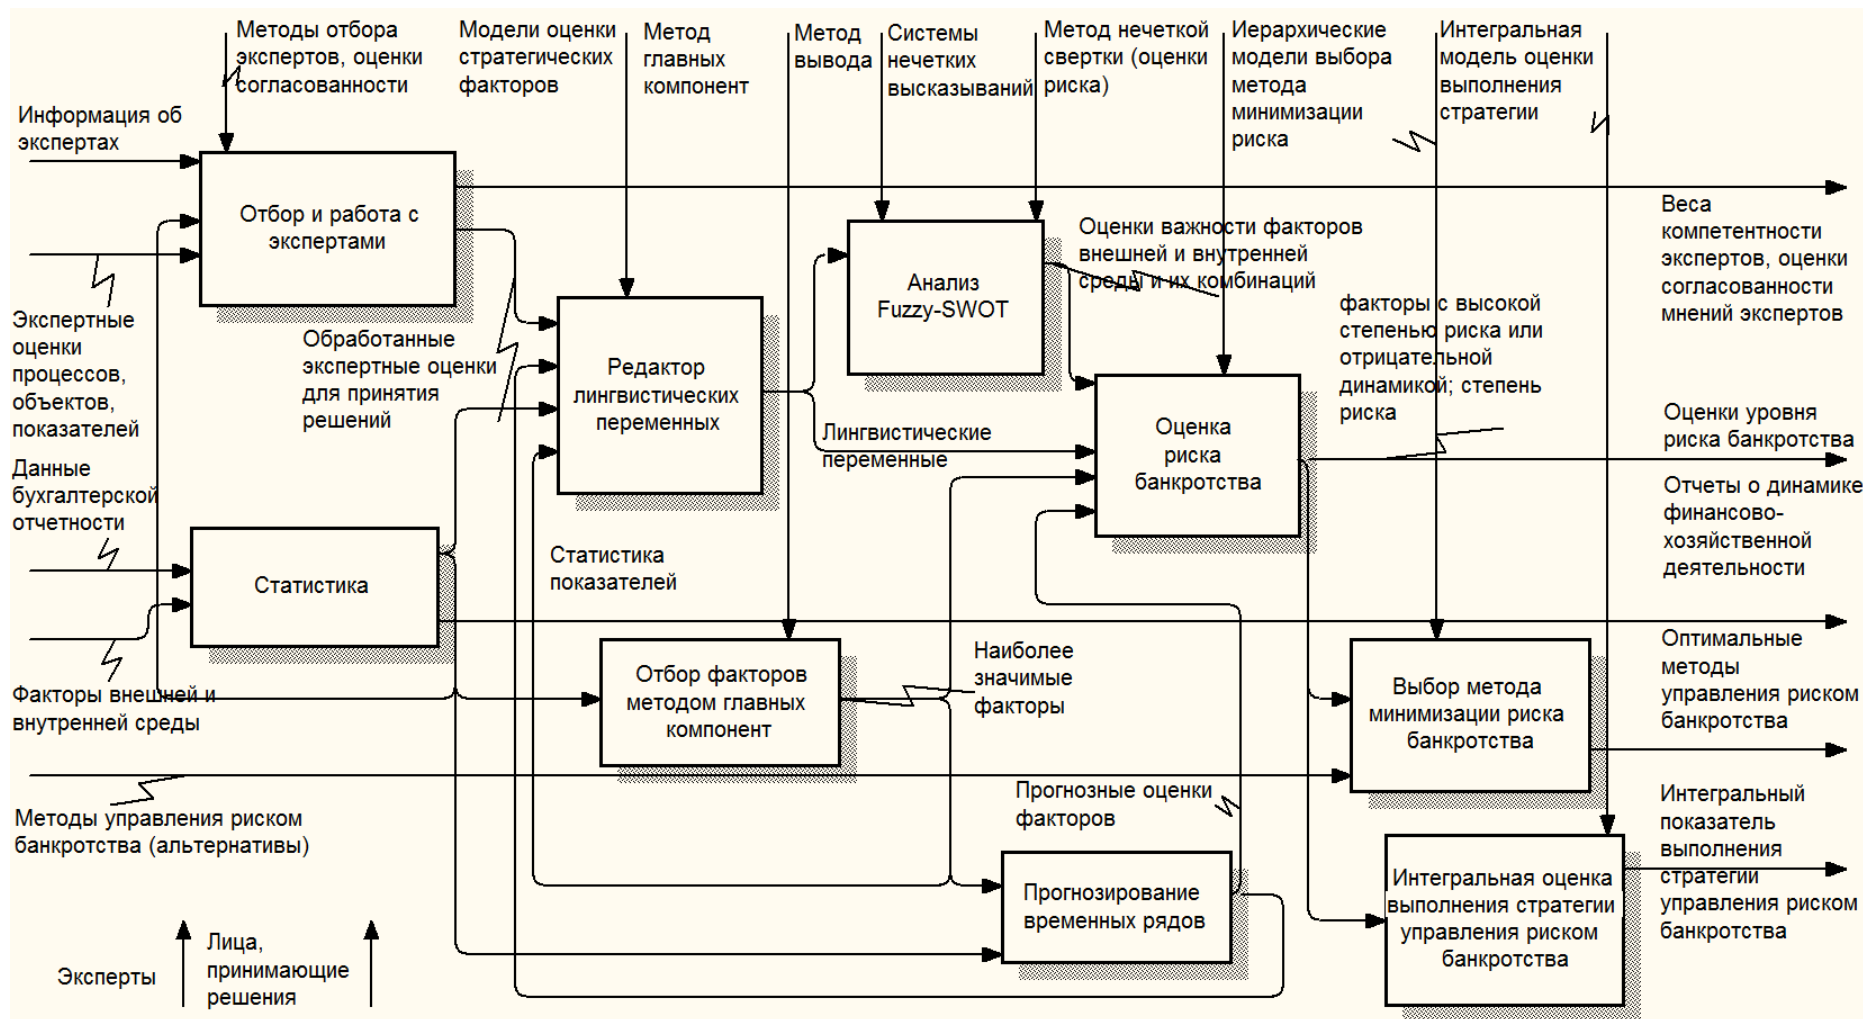 Методы отбора
экспертов, оценки
согласованности
Модели оценки
стратегических
факторов
Метод
главных
компонент
Метод
вывода
Системы
нечетких
высказываний
Метод нечеткой
свертки (оценки
риска)
Иерархические
модели выбора
метода
минимизации
риска
Интегральная
модель оценки
выполнения
стратегии
Информация об
экспертах
Отбор и работа с
экспертами
Экспертные
оценки
процессов,
объектов,
показателей
Данные
бухгалтерской
отчетности
Обработанные
экспертные оценки
для принятия
решений
Редактор
лингвистических
переменных
Анализ
Fuzzy-SWOT
Оценки важности факторов
внешней и внутренней
среды и их комбинаций
Лингвистические
переменные
Оценка
риска
банкротства
факторы с высокой
степенью риска или
отрицательной
динамикой; степень
риска
Веса
компетентности
экспертов, оценки
согласованности
мнений экспертов
Оценки уровня
риска банкротства
Отчеты о динамике
финансово-
хозяйственной
деятельности
Статистика
Статистика
показателей
Факторы внешней и
внутренней среды
Отбор факторов
методом главных
компонент
Наиболее
значимые
факторы
Выбор метода
минимизации риска
банкротства
Оптимальные
методы
управления риском
банкротства
Методы управления риском
банкротства (альтернативы)
Прогнозные оценки
факторов
Прогнозирование
временных рядов
Интегральная оценка
выполнения стратегии
управления риском
банкротства
Интегральный
показатель
выполнения
стратегии
управления риском
банкротства
Эксперты
Лица,
принимающие
решения